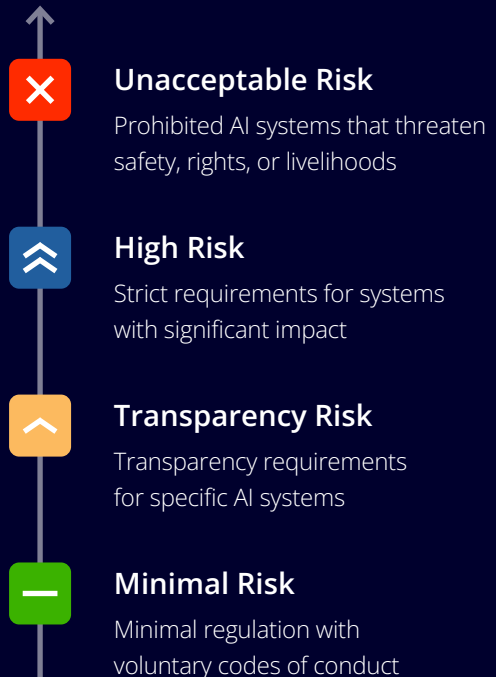 Unacceptable Risk
Prohibited AI systems that threaten
safety, rights, or livelihoods
High Risk
Strict requirements for systems
with significant impact
Transparency Risk
Transparency requirements
for specific AI systems
Minimal Risk
Minimal regulation with
voluntary codes of conduct